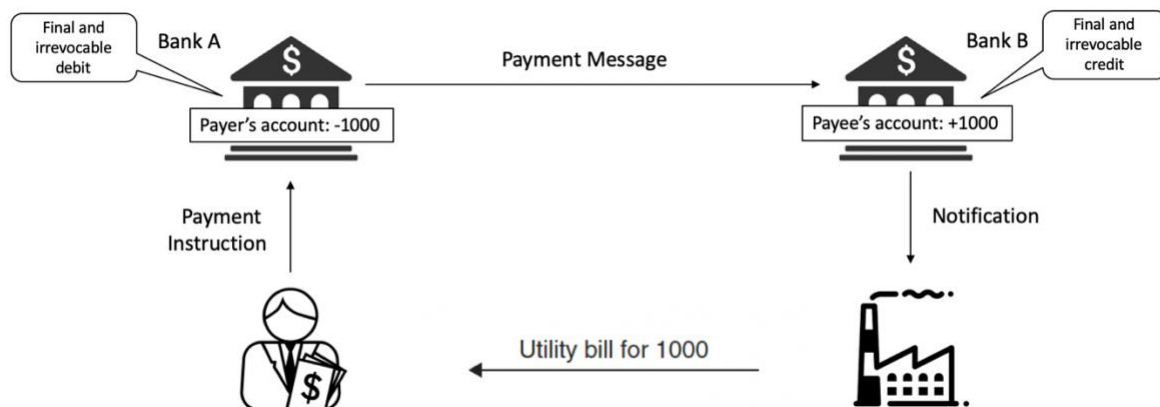 Final and
irrevocable
debit
Bank A
$
Payment Message
Bank B
$
Final and
irrevocable
credit
Payer's account: -1000
Payee's account: +1000
Payment
Instruction
Notification
Utility bill for 1000
$